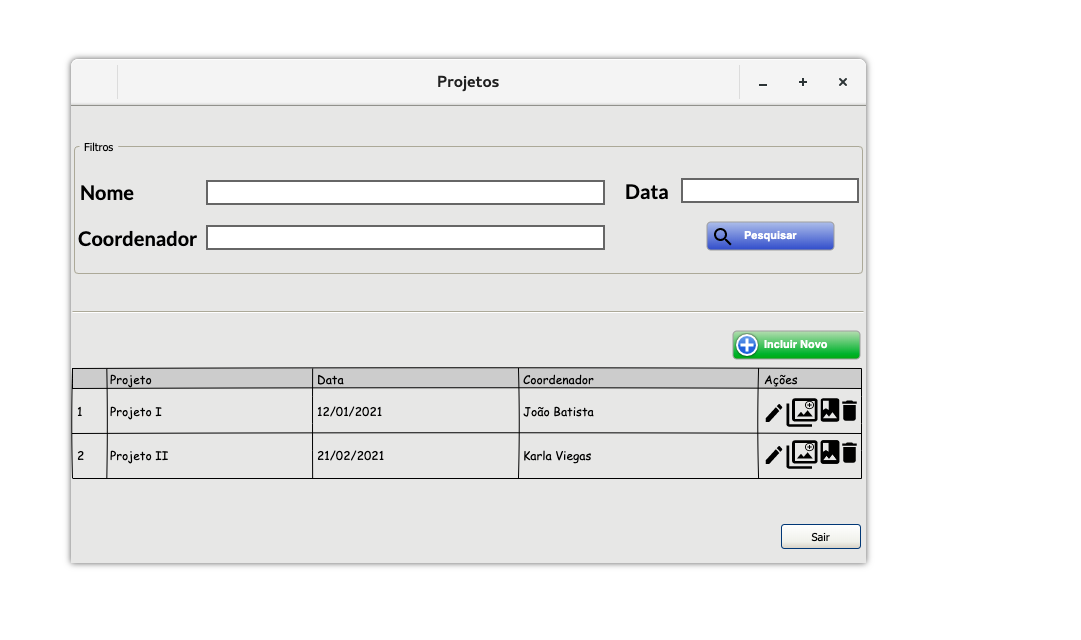 Projetos
Filtros
Nome
Data
Coordenador
Pesquisar
Incluir Novo
Projeto Data Coordenador Ações
1 Projeto I 12/01/2021 João Batista
2 Projeto II 21/02/2021 Karla Viegas
Sair